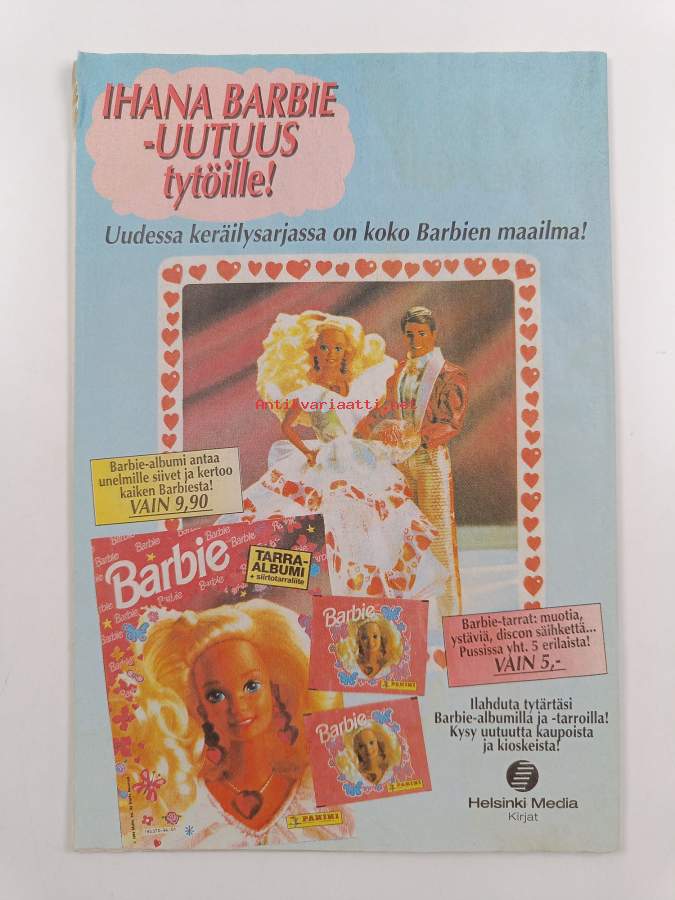 IHANA BARBIE
-UUTUUS
tytöille!
Uudessa keräilysarjassa on koko Barbien maailma!
Antikvariaatti.net
Barbie-albumi antaa
unelmille siivet ja kertoo
kaiken Barbiesta!
VAIN 9,90
Barbie
TARRA-
ALBUMI
+ siirtotarraliite
Barbie
PANINI
Barbie
PANINI
PANINI
Barbie-tarrat: muotia,
ystäviä, discon säihkettä...
Pussissa yht. 5 erilaista!
VAIN 5,-
Ilahduta tytärtäsi
Barbie-albumilla ja -tarroilla!
Kysy uutuutta kaupoista
ja kioskeista!
Helsinki Media
Kirjat